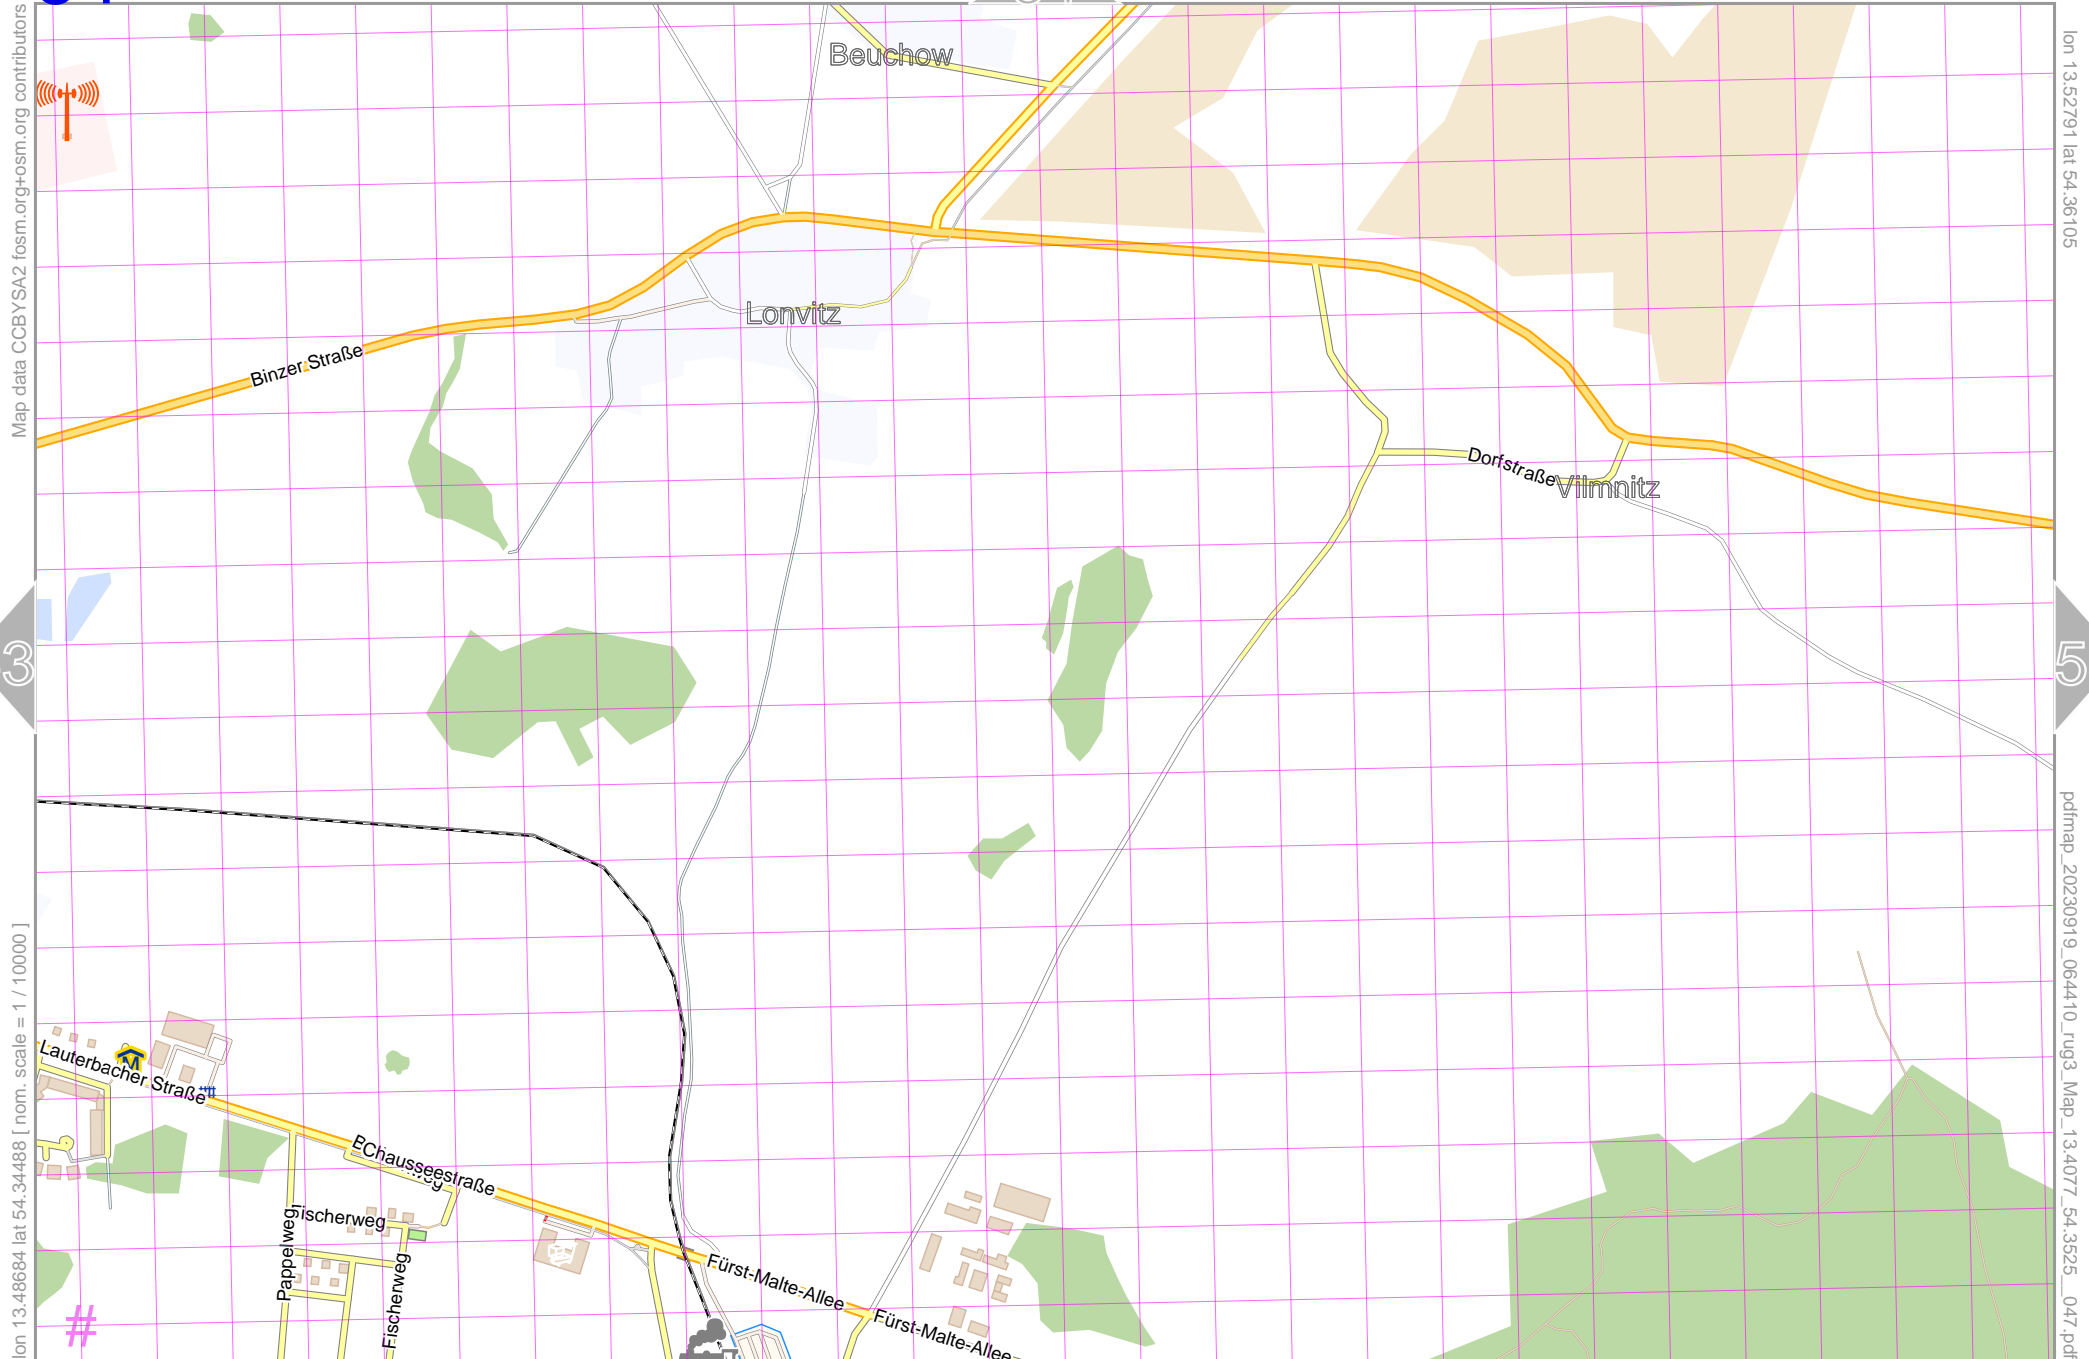 Map data CCBYSA2 fosm.org+osm.org contributors
lon 13.52791 lat 54.36105
Beuchow
Lonvitz
Binzer Straße
Dorfstraße
Vilmnitz
3
5
lon 13.48684 lat 54.34488 [ nom. scale = 1 / 10000 ]
pdfmap_20230919_064410_rug3_Map_13.4077_54.3525__047.pdf
Lauterbacher Straße
Chausseestraße
Pappelweg
Fischerweg
Fischerweg
Fürst-Malte-Allee
Fürst-Malte-Allee
#